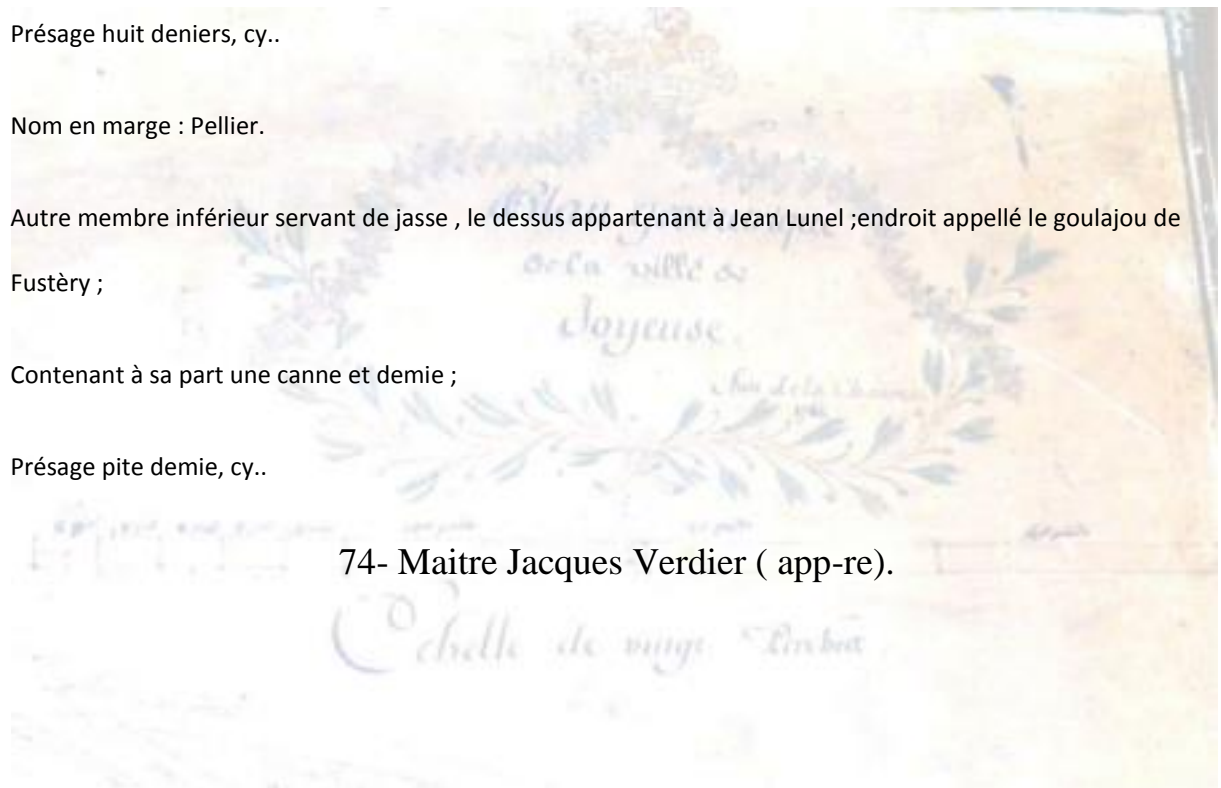 Présage huit deniers, cy..
Nom en marge : Pellier.
Autre membre inférieur servant de jasse , le dessus appartenant à Jean Lunel ;endroit appellé le goulajou de
Fustèry ;
de la ville de
Joyeuse
Contenant à sa part une canne et demie ;
Présage pite demie, cy..
74- Maitre Jacques Verdier ( app-re).
Echelle de vingt